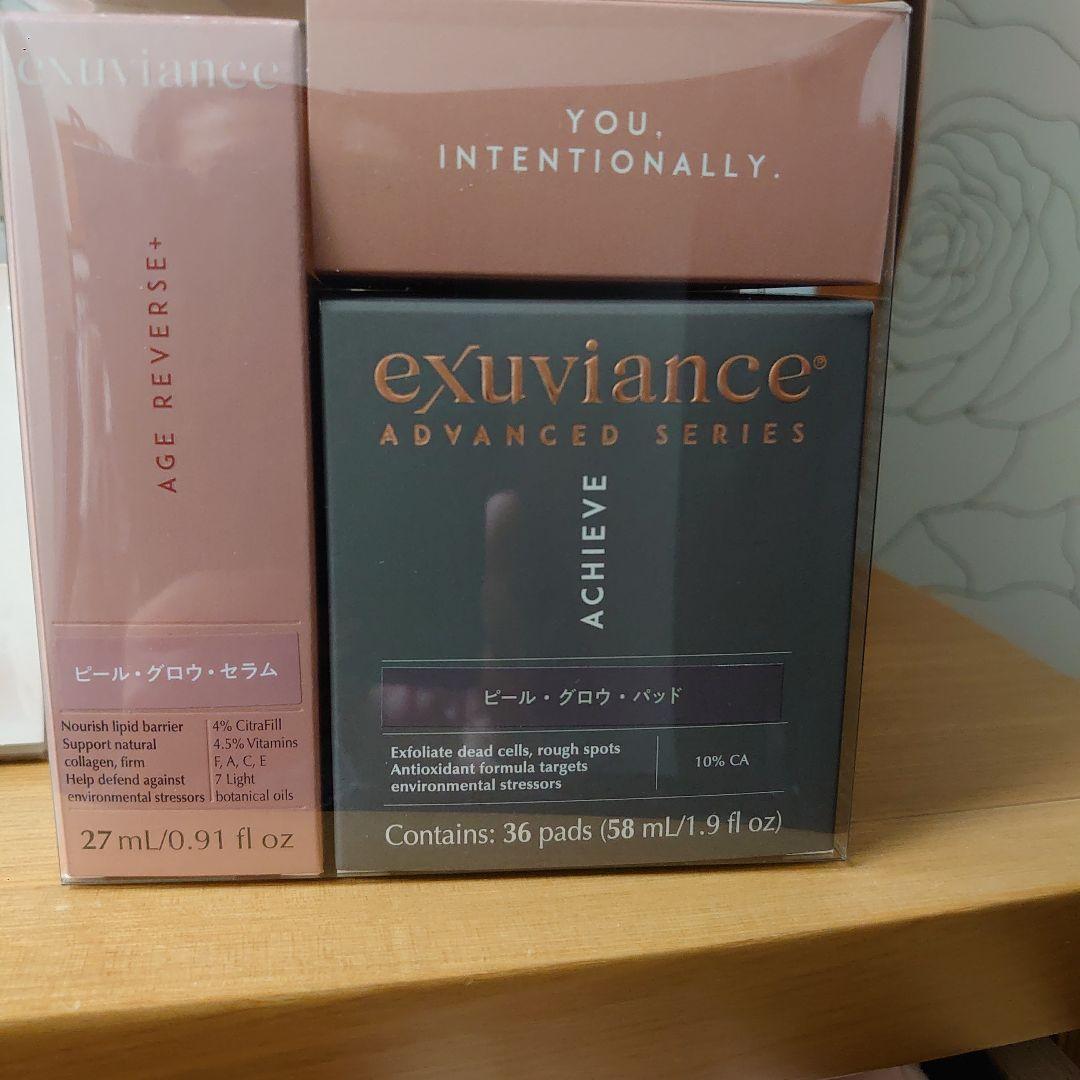 exuviance
AGE REVERSE+
ピール・グロウ・セラム
Nourish lipid barrier
Support natural
collagen, firm
Help defend against
environmental stressors
4% CitraFill
4.5% Vitamins
F, A, C, E
7 Light
botanical oils
27 mL/0.91 fl oz
YOU,
INTENTIONALLY.
exuviance®
ADVANCED SERIES
ACHIEVE
ピール・グロウ・パッド
Exfoliate dead cells, rough spots
Antioxidant formula targets
environmental stressors
10% CA
Contains: 36 pads (58 mL/1.9 fl oz)